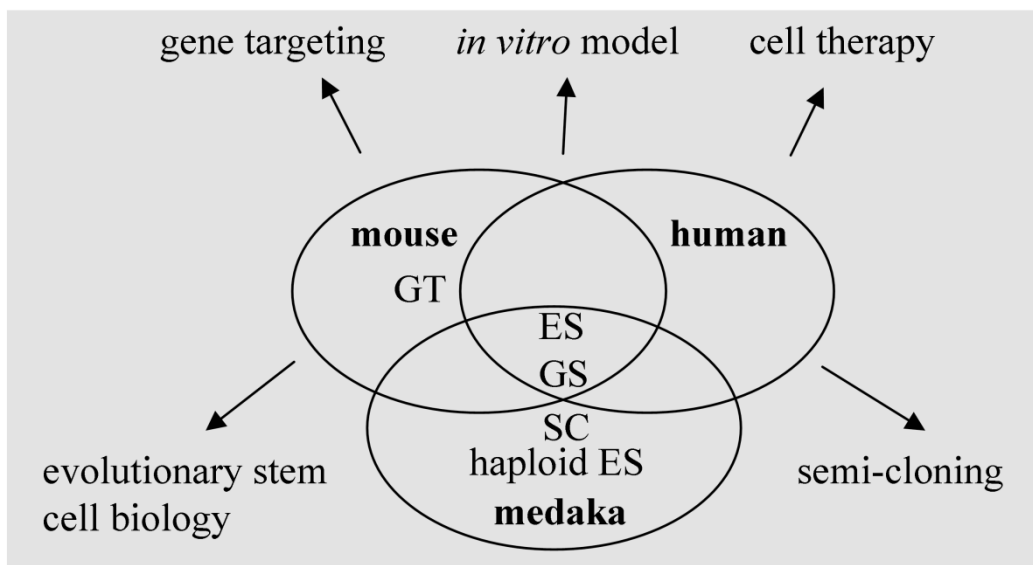 gene targeting
in vitro model
cell therapy
mouse
human
GT
ES
GS
SC
haploid ES
medaka
evolutionary stem
cell biology
semi-cloning